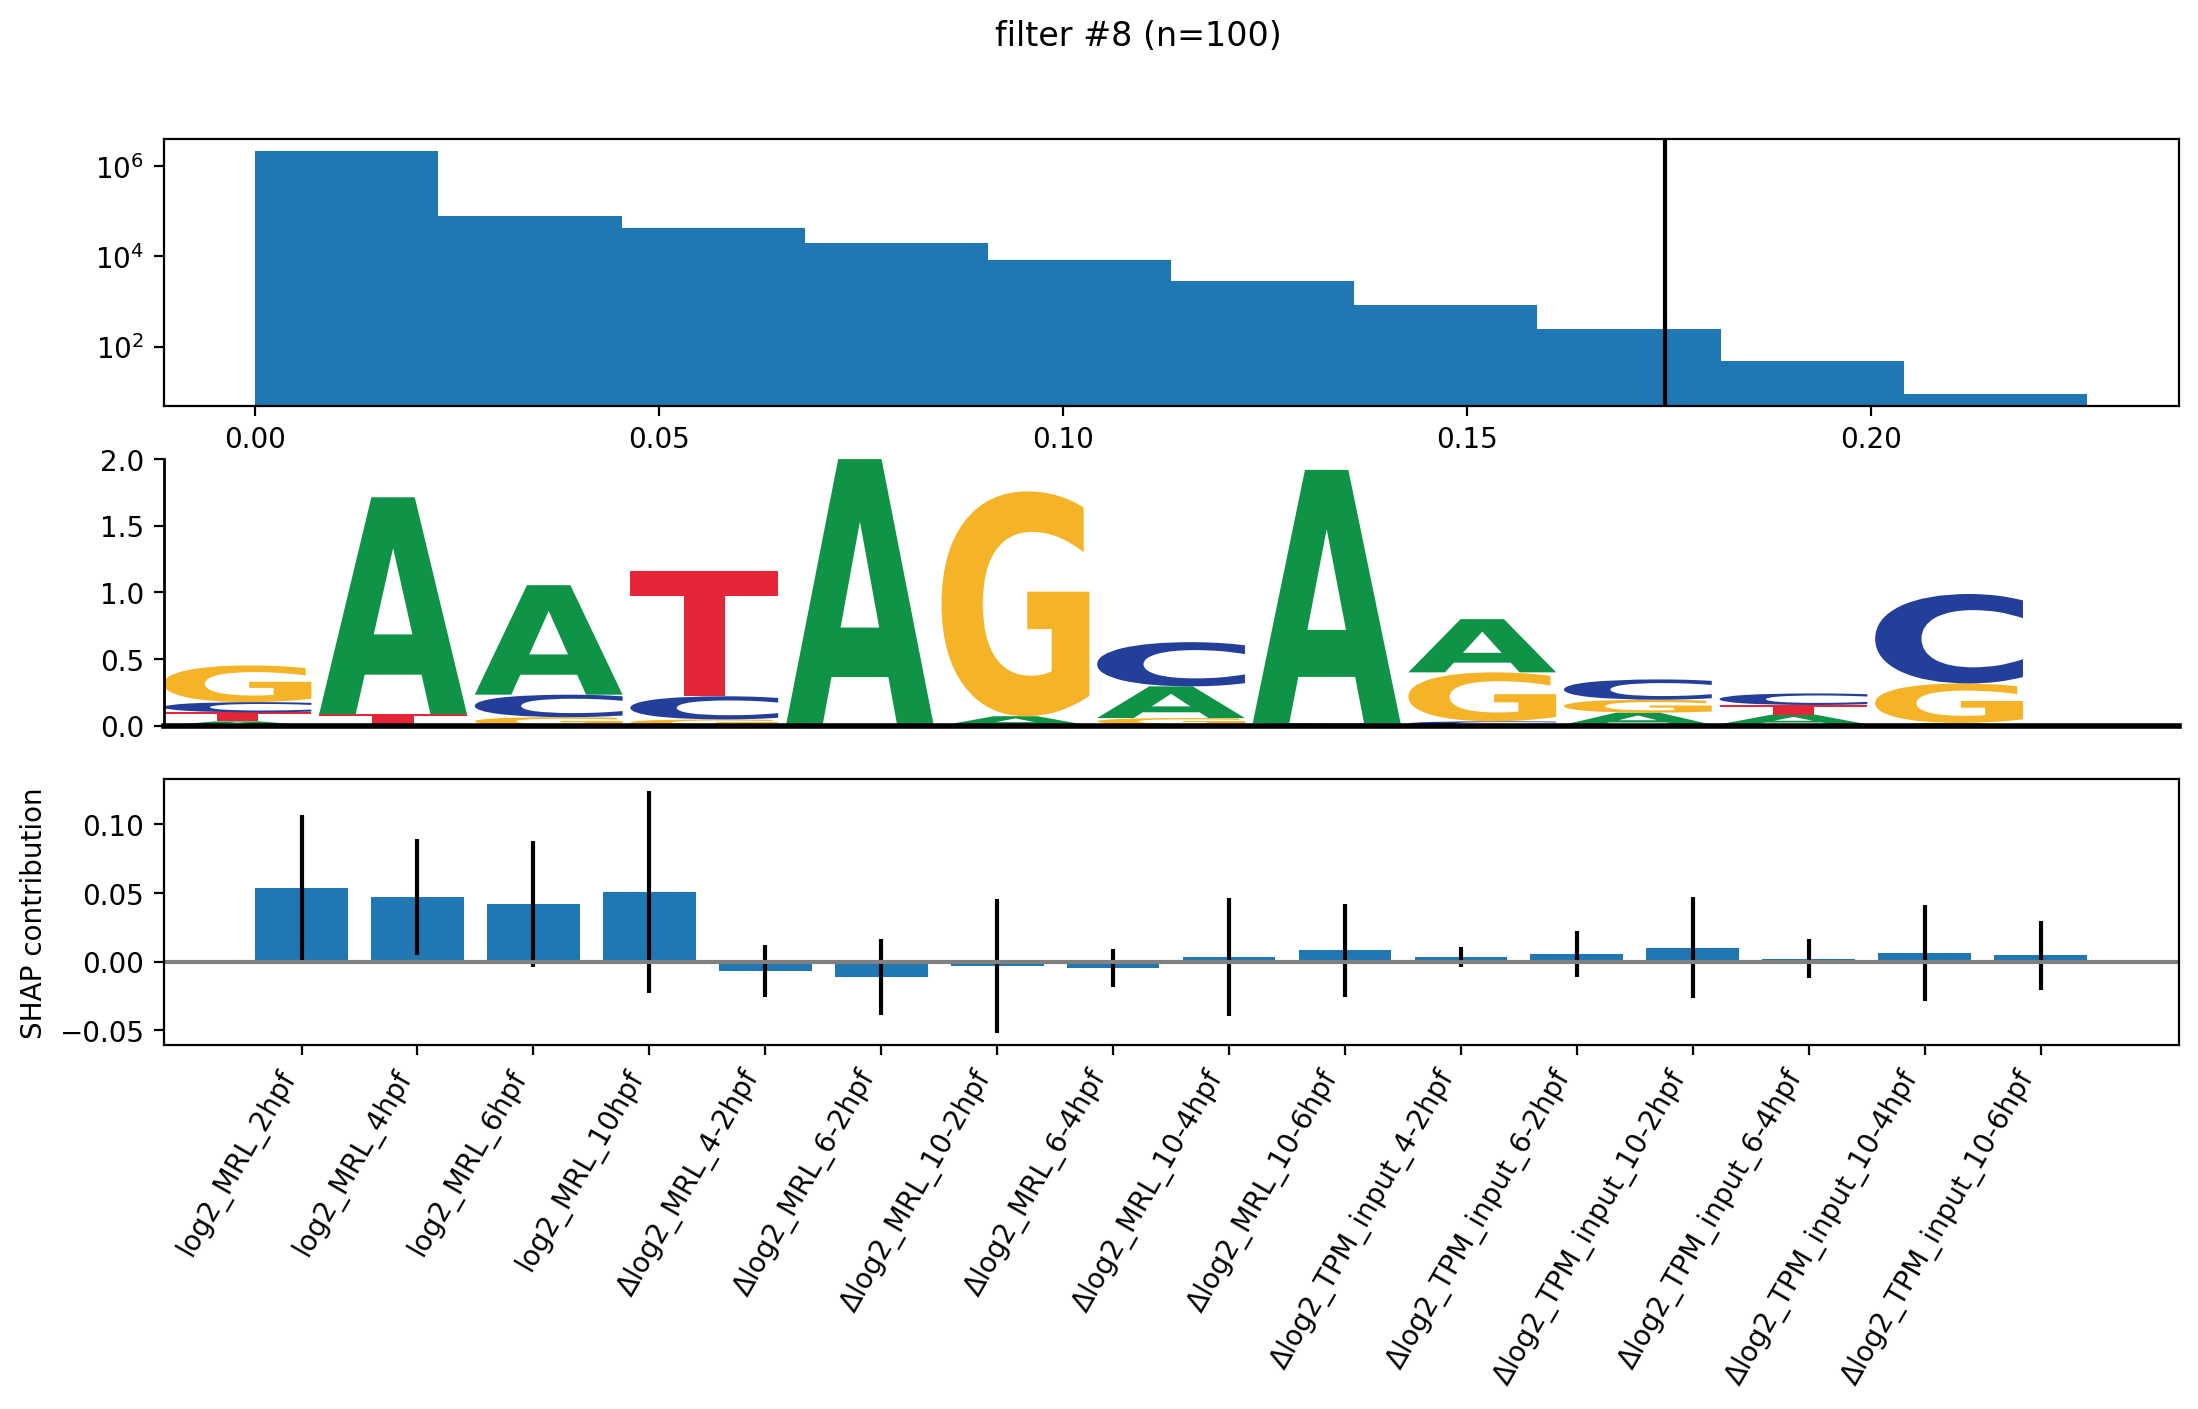 filter #8 (n=100)
10^6
10^4
10^2
0.00 0.05 0.10 0.15 0.20
2.0
1.5
1.0
0.5
0.0
G C T A
A T
A C G
T C G
A
G A
C A G
A
A G C
C G A
C T A
C G
SHAP contribution
0.10
0.05
0.00
−0.05
log2_MRL_2hpf
log2_MRL_4hpf
log2_MRL_6hpf
log2_MRL_10hpf
Δlog2_MRL_4-2hpf
Δlog2_MRL_6-2hpf
Δlog2_MRL_10-2hpf
Δlog2_MRL_6-4hpf
Δlog2_MRL_10-4hpf
Δlog2_MRL_10-6hpf
Δlog2_TPM_input_4-2hpf
Δlog2_TPM_input_6-2hpf
Δlog2_TPM_input_10-2hpf
Δlog2_TPM_input_6-4hpf
Δlog2_TPM_input_10-4hpf
Δlog2_TPM_input_10-6hpf